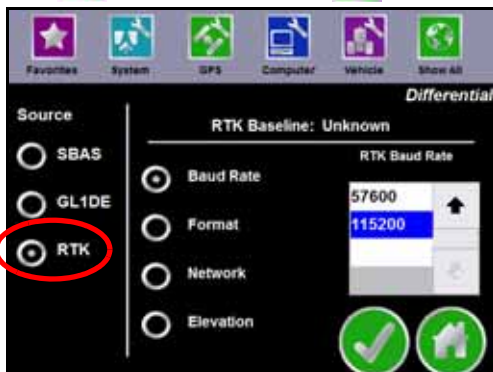 Favorites System GPS Computer Vehicle Show All
Differential
Source
RTK Baseline: Unknown
SBAS
GL1DE
RTK
Baud Rate
Format
Network
Elevation
RTK Baud Rate
57600
115200